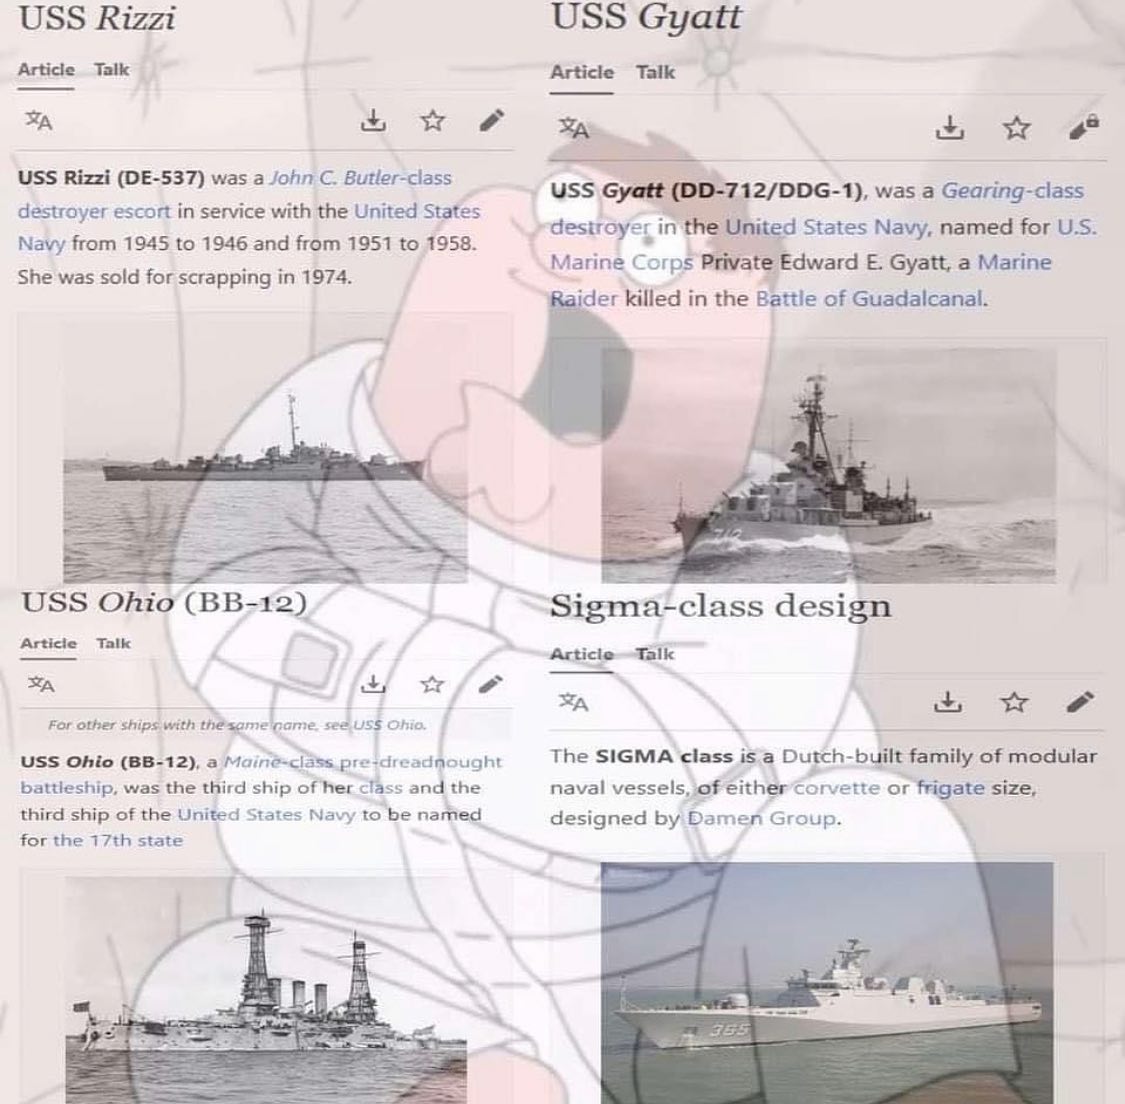 USS Rizzi
Article Talk
USS Rizzi (DE-537) was a John C. Butler-class
destroyer escort in service with the United States
Navy from 1945 to 1946 and from 1951 to 1958.
She was sold for scrapping in 1974.
USS Gyatt
Article Talk
USS Gyatt (DD-712/DDG-1), was a Gearing-class
destroyer in the United States Navy, named for U.S.
Marine Corps Private Edward E. Gyatt, a Marine
Raider killed in the Battle of Guadalcanal.
712
USS Ohio (BB-12)
Article Talk
For other ships with the same name, see USS Ohio.
USS Ohio (BB-12), a Maine-class pre-dreadnought
battleship, was the third ship of her class and the
third ship of the United States Navy to be named
for the 17th state
Sigma-class design
Article Talk
The SIGMA class is a Dutch-built family of modular
naval vessels, of either corvette or frigate size,
designed by Damen Group.
365